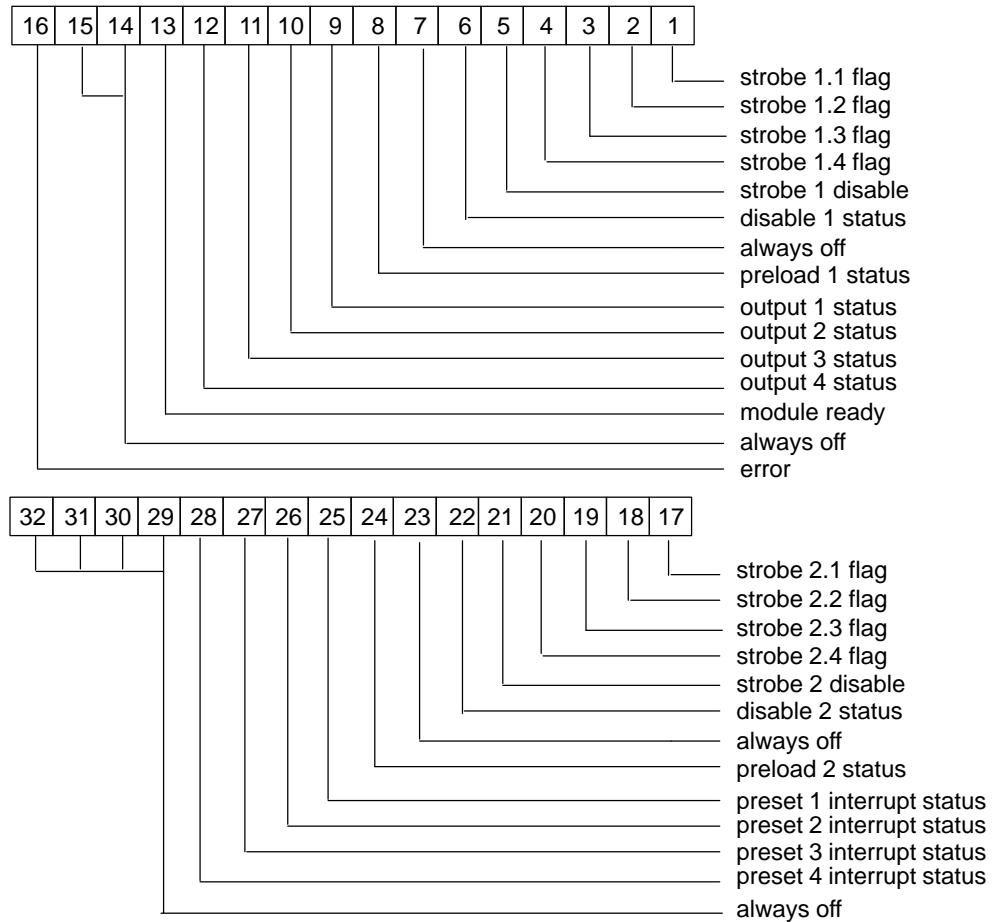 16 15 14 13 12 11 10 9 8 7 6 5 4 3 2 1
strobe 1.1 flag
strobe 1.2 flag
strobe 1.3 flag
strobe 1.4 flag
strobe 1 disable
disable 1 status
always off
preload 1 status
output 1 status
output 2 status
output 3 status
output 4 status
module ready
always off
error
32 31 30 29 28 27 26 25 24 23 22 21 20 19 18 17
strobe 2.1 flag
strobe 2.2 flag
strobe 2.3 flag
strobe 2.4 flag
strobe 2 disable
disable 2 status
always off
preload 2 status
preset 1 interrupt status
preset 2 interrupt status
preset 3 interrupt status
preset 4 interrupt status
always off